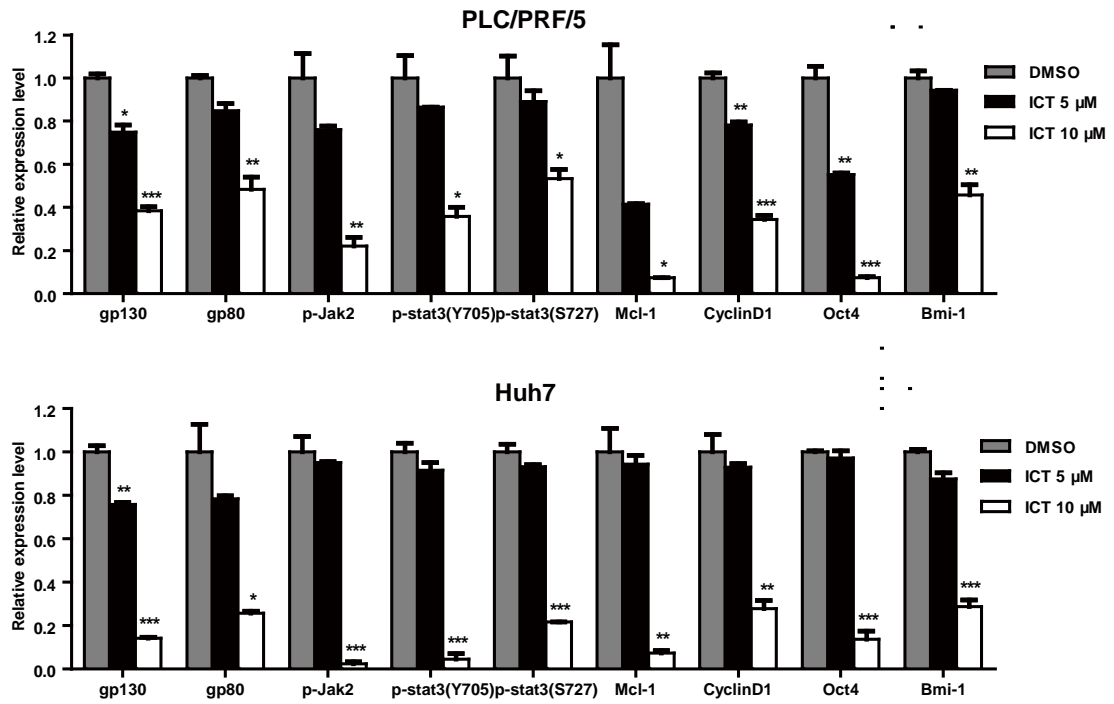 PLC/PRF/5
Relative expression level
1.2
1.0
0.8
0.6
0.4
0.2
0.0
* *** ** ** * * * ** *** ** *** **
gp130 gp80 p-Jak2 p-stat3(Y705) p-stat3(S727) Mcl-1 CyclinD1 Oct4 Bmi-1
DMSO
ICT 5 µM
ICT 10 µM
Huh7
Relative expression level
1.2
1.0
0.8
0.6
0.4
0.2
0.0
** *** * *** *** *** ** ** *** ***
gp130 gp80 p-Jak2 p-stat3(Y705) p-stat3(S727) Mcl-1 CyclinD1 Oct4 Bmi-1
DMSO
ICT 5 µM
ICT 10 µM